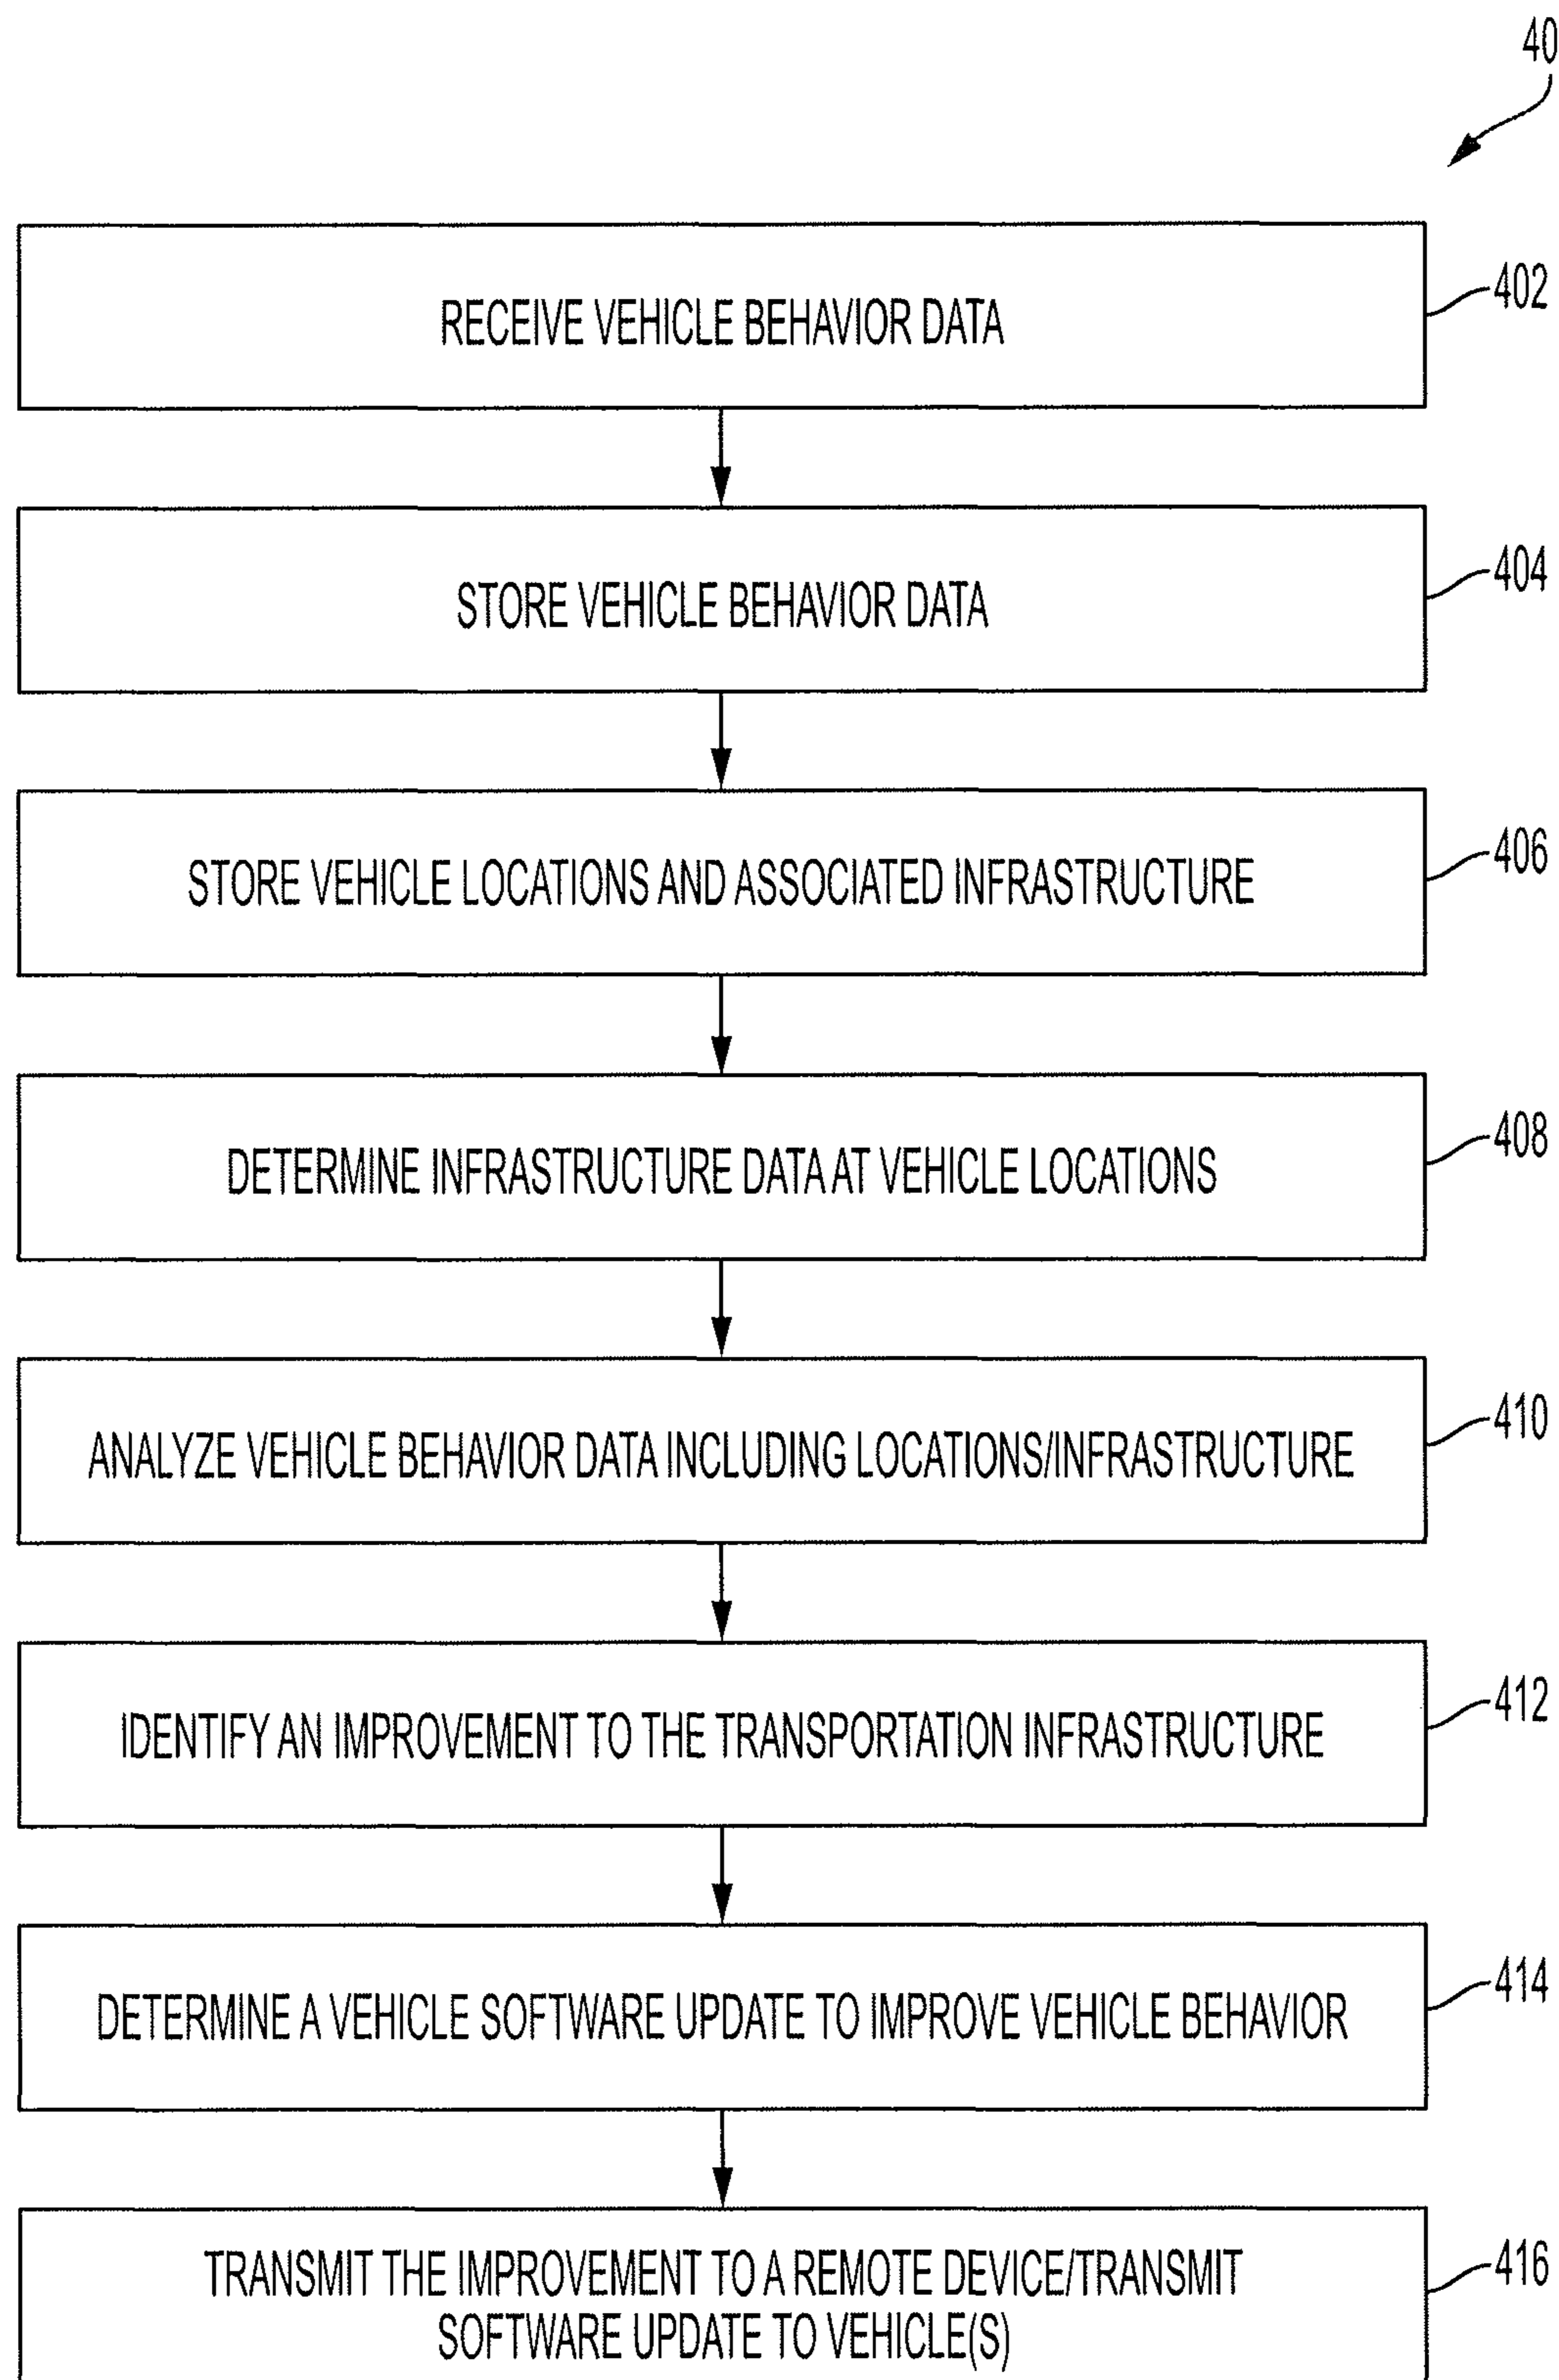 40
RECEIVE VEHICLE BEHAVIOR DATA
402
STORE VEHICLE BEHAVIOR DATA
404
STORE VEHICLE LOCATIONS AND ASSOCIATED INFRASTRUCTURE
406
DETERMINE INFRASTRUCTURE DATA AT VEHICLE LOCATIONS
408
ANALYZE VEHICLE BEHAVIOR DATA INCLUDING LOCATIONS/INFRASTRUCTURE
410
IDENTIFY AN IMPROVEMENT TO THE TRANSPORTATION INFRASTRUCTURE
412
DETERMINE A VEHICLE SOFTWARE UPDATE TO IMPROVE VEHICLE BEHAVIOR
414
TRANSMIT THE IMPROVEMENT TO A REMOTE DEVICE/TRANSMIT
SOFTWARE UPDATE TO VEHICLE(S)
416